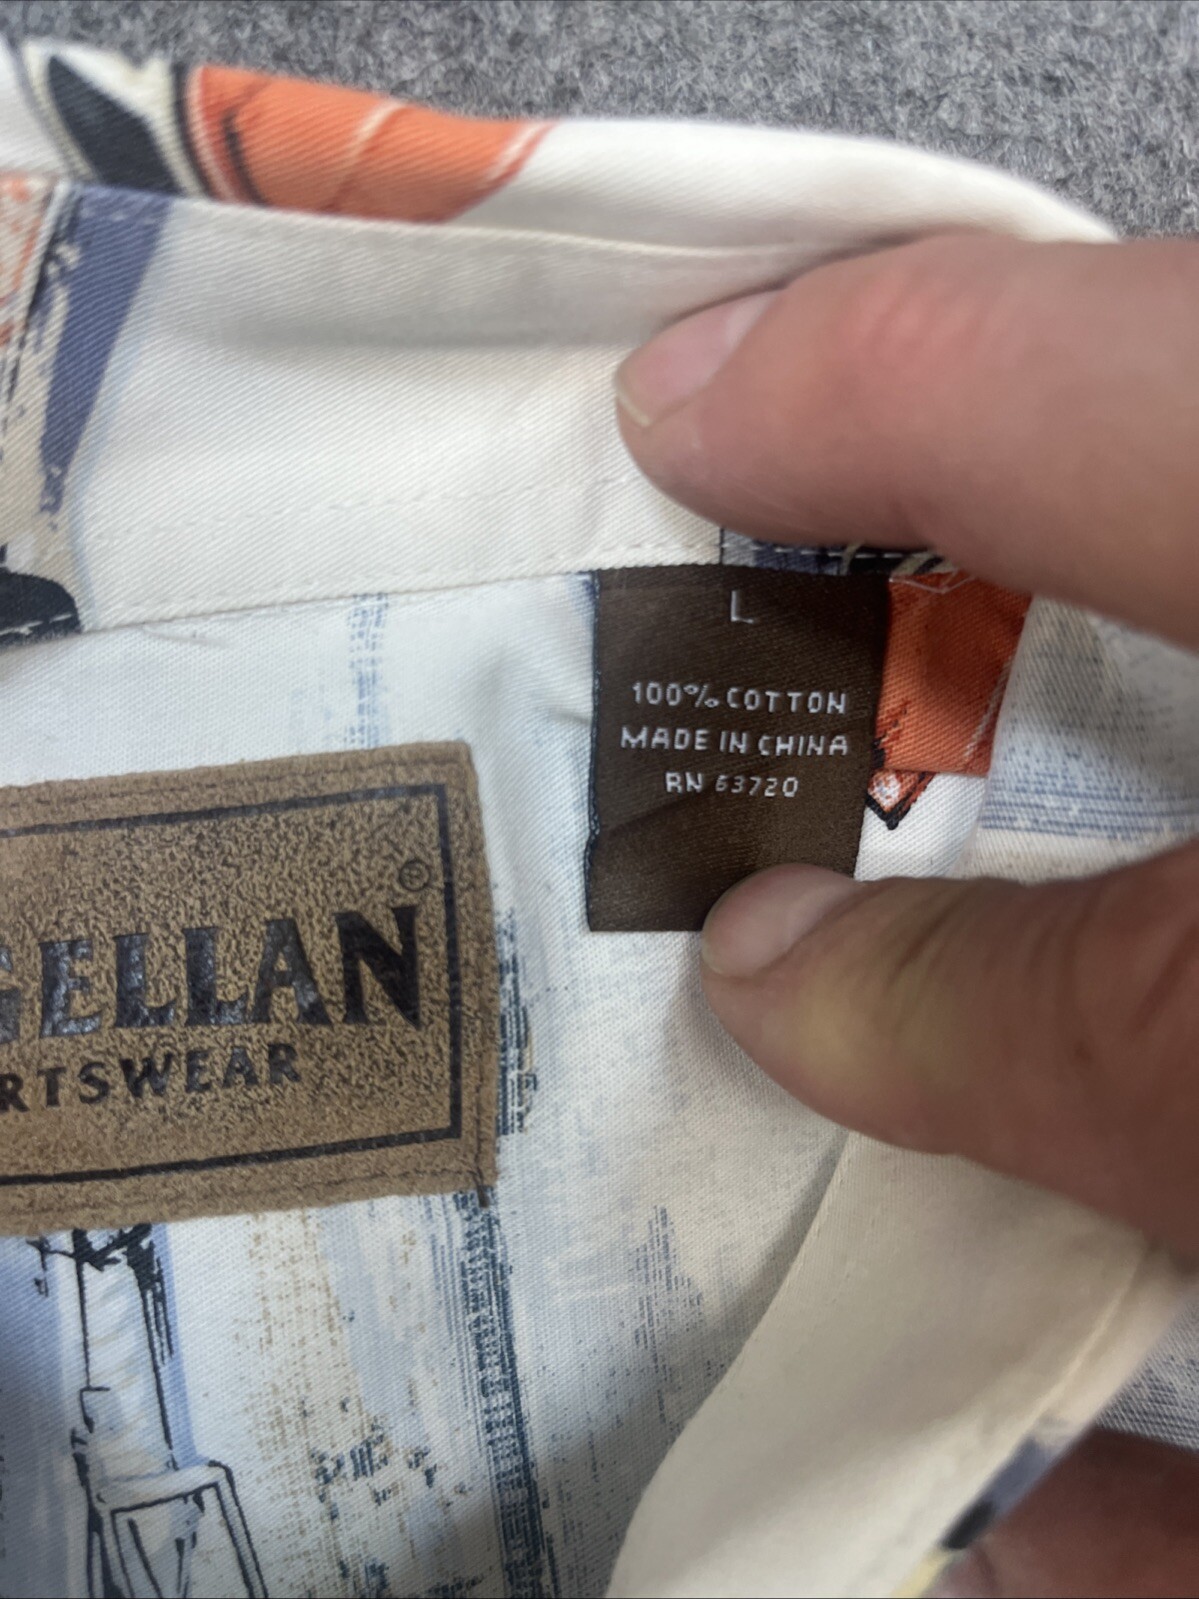 L
100% COTTON
MADE IN CHINA
RN 63720
GELLAN ®
RTSWEAR